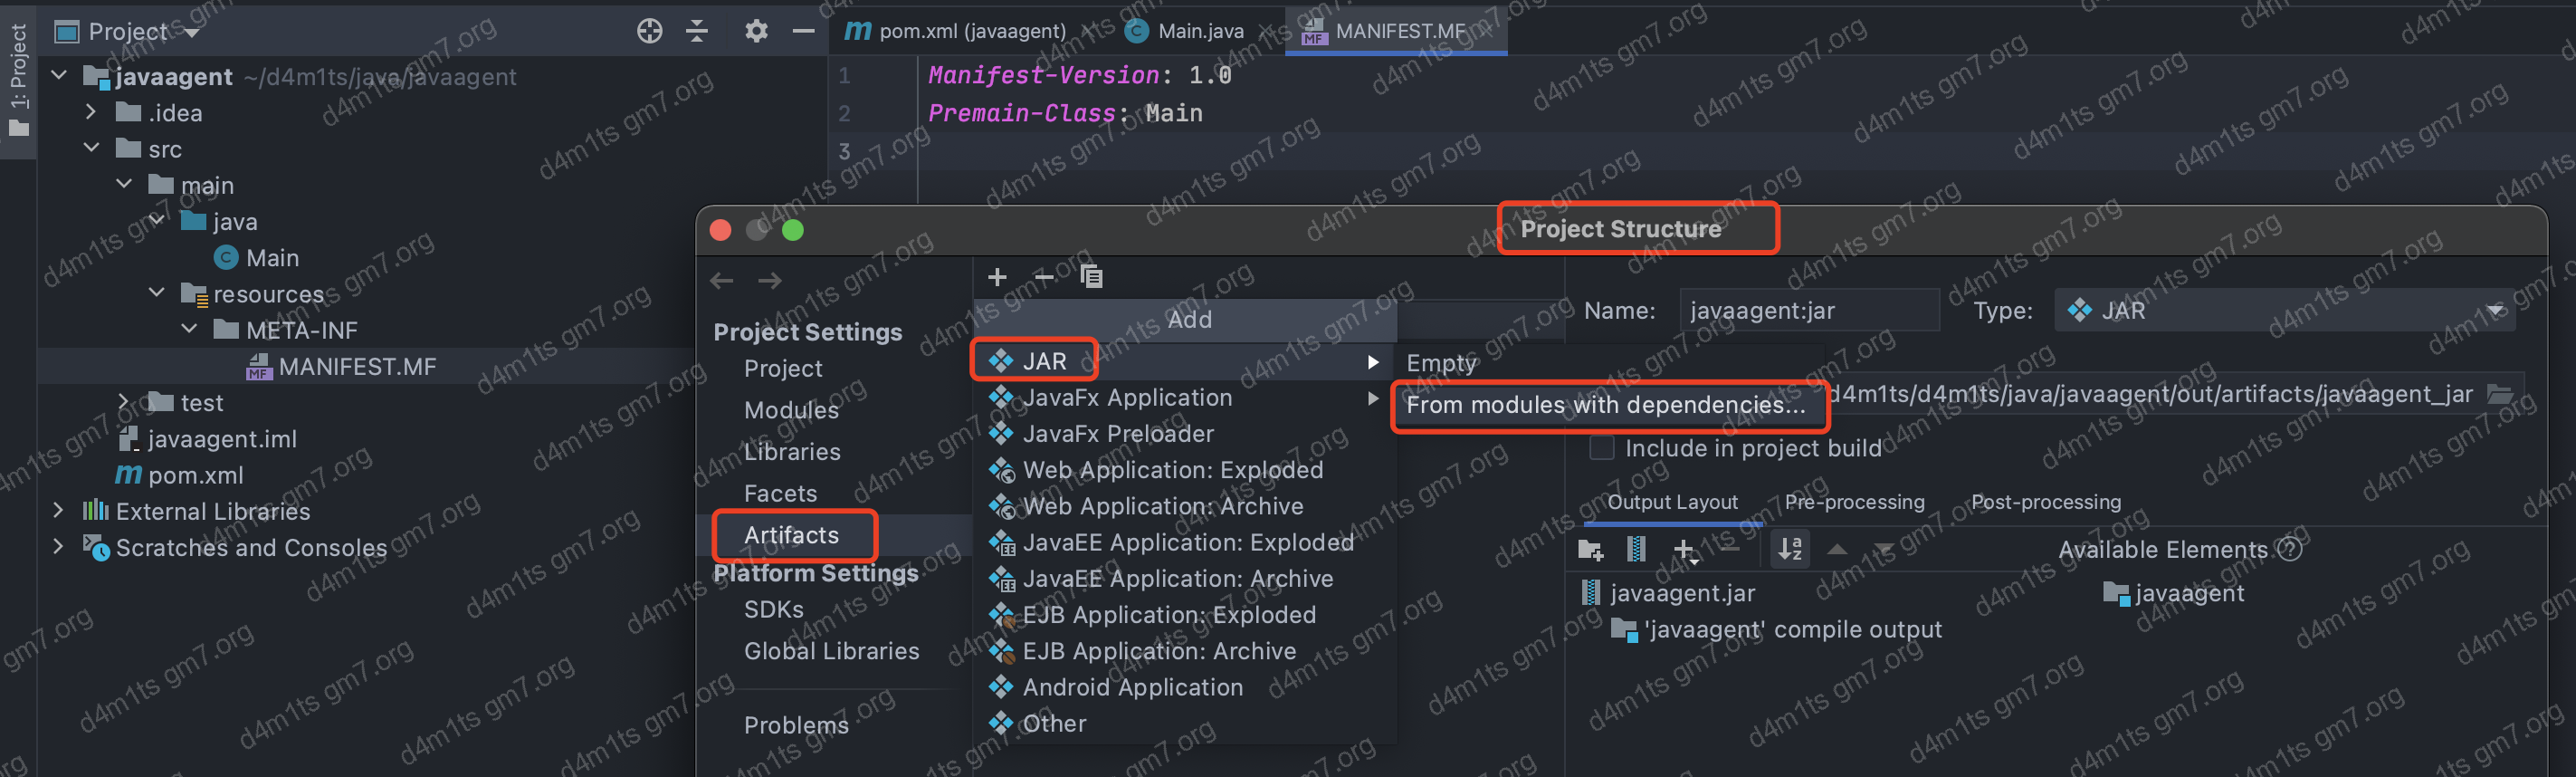 1: Project
Project
javaagent ~/d4m1ts/java/javaagent
.idea
src
main
java
Main
resources
META-INF
MANIFEST.MF
test
javaagent.iml
pom.xml
External Libraries
Scratches and Consoles
pom.xml (javaagent)
Main.java
MANIFEST.MF
1 Manifest-Version: 1.0
2 Premain-Class: Main
3
Project Structure
Project Settings
Project
Modules
Libraries
Facets
Artifacts
Platform Settings
SDKs
Global Libraries
Problems
Add
JAR
JavaFx Application
JavaFx Preloader
Web Application: Exploded
Web Application: Archive
JavaEE Application: Exploded
JavaEE Application: Archive
EJB Application: Exploded
EJB Application: Archive
Android Application
Other
Empty
From modules with dependencies...
Name: javaagent:jar Type: JAR
d4m1ts/d4m1ts/java/javaagent/out/artifacts/javaagent_jar
Include in project build
Output Layout Pre-processing Post-processing
Available Elements
javaagent.jar
'javaagent' compile output
javaagent
d4m1ts gm7.org